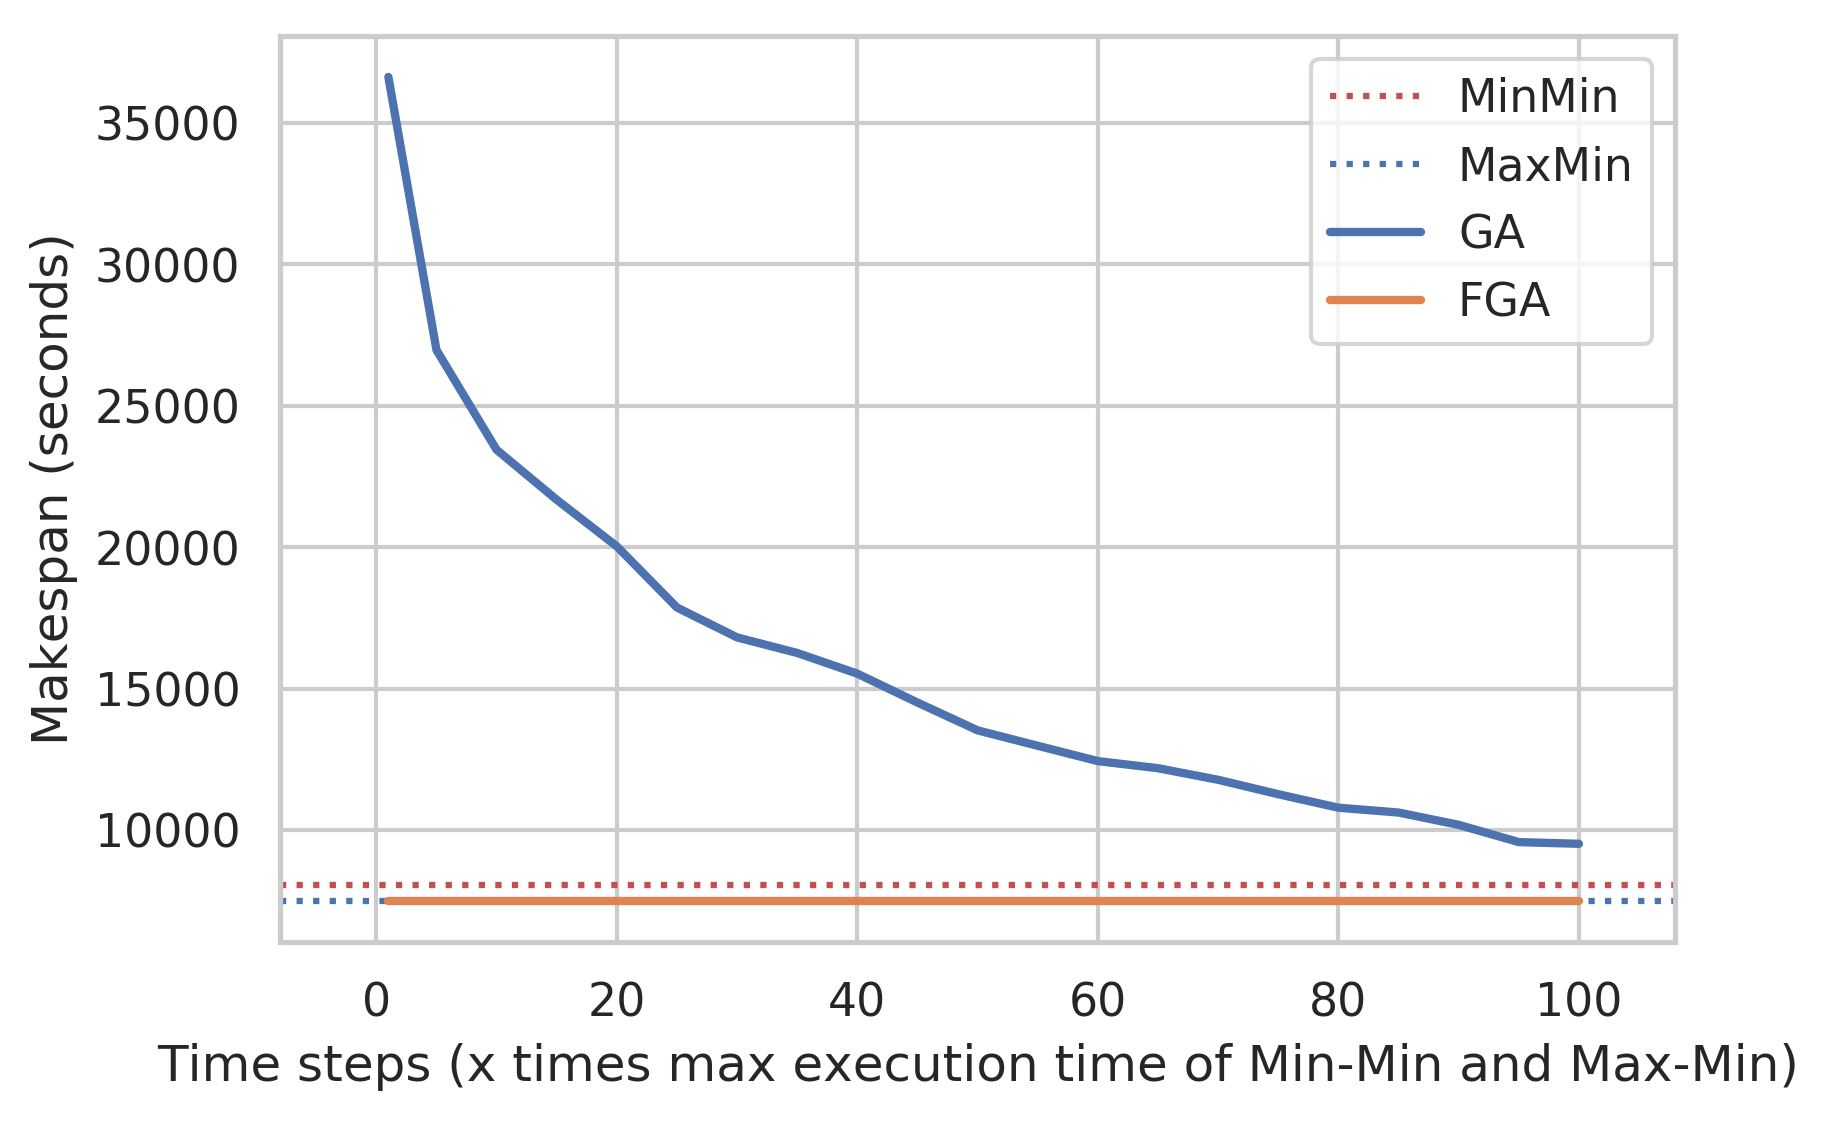 MinMin
MaxMin
GA
FGA
Makespan (seconds)
35000
30000
25000
20000
15000
10000
0 20 40 60 80 100
Time steps (x times max execution time of Min-Min and Max-Min)